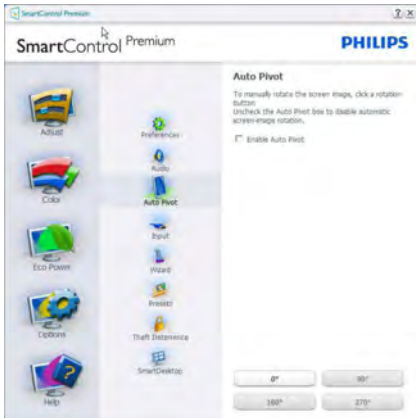 SmartControl Premium
? ×
SmartControl Premium
PHILIPS
Adjust
Color
Eco Power
Options
Help
Preferences
Audio
Auto Pivot
Input
Wizard
Presets
Theft Deterrence
SmartDesktop
Auto Pivot
To manually rotate the screen image, click a rotation
button
Uncheck the Auto Pivot box to disable automatic
screen-image rotation.
Enable Auto Pivot
0° 90°
180° 270°